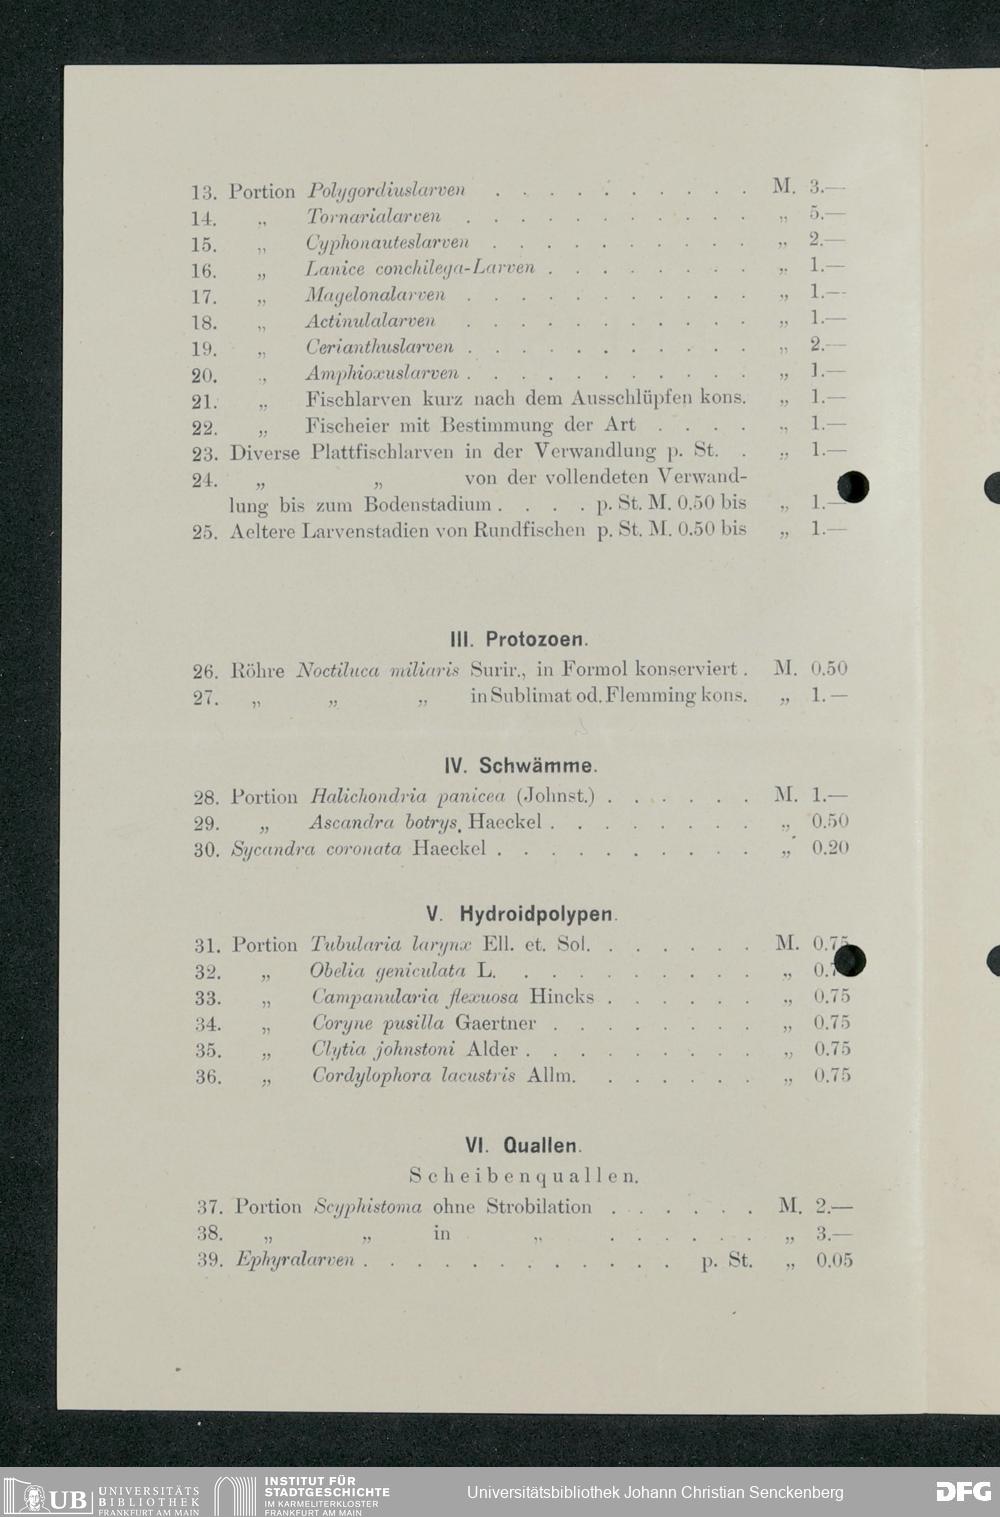 13. Portion Polygordiuslarven . . . . . . . . . . M. 3.—
14. „ Tornarialarven . . . . . . . . . . . „ 5.—
15. „ Cyphonauteslarven . . . . . . . . . . „ 2.—
16. „ Lanice conchilega-Larven . . . . . . . . „ 1.—
17. „ Magelonalarven . . . . . . . . . . . „ 1.—
18. „ Actinulalarven . . . . . . . . . . . „ 1.—
19. „ Cerianthuslarven . . . . . . . . . . . „ 2.—
20. „ Amphioxuslarven . . . . . . . . . . . „ 1.—
21. „ Fischlarven kurz nach dem Ausschlüpfen kons. „ 1.—
22. „ Fischeier mit Bestimmung der Art . . . . „ 1.—
23. Diverse Plattfischlarven in der Verwandlung p. St. . „ 1.—
24. „ „ von der vollendeten Verwand-
lung bis zum Bodenstadium . . . . p. St. M. 0.50 bis „ 1.—
25. Aeltere Larvenstadien von Rundfischen p. St. M. 0.50 bis „ 1.—
III. Protozoen.
26. Röhre Noctiluca miliaris Surir., in Formol konserviert . M. 0.50
27. „ „ „ in Sublimat od. Flemming kons. „ 1.—
IV. Schwämme.
28. Portion Halichondria panicea (Johnst.) . . . . . . M. 1.—
29. „ Ascandra botrys, Haeckel . . . . . . . . „ 0.50
30. Sycandra coronata Haeckel . . . . . . . . . . „ 0.20
V. Hydroidpolypen.
31. Portion Tubularia larynx Ell. et. Sol. . . . . . . M. 0.75
32. „ Obelia geniculata L. . . . . . . . . . „ 0.7
33. „ Campanularia flexuosa Hincks . . . . . . „ 0.75
34. „ Coryne pusilla Gaertner . . . . . . . . „ 0.75
35. „ Clytia johnstoni Alder . . . . . . . . . „ 0.75
36. „ Cordylophora lacustris Allm. . . . . . . „ 0.75
VI. Quallen.
Scheibenquallen.
37. Portion Scyphistoma ohne Strobilation . . . . . . M. 2.—
38. „ „ in „ . . . . . . „ 3.—
39. Ephyralarven . . . . . . . . . . . . p. St. „ 0.05
UB UNIVERSITÄTS
BIBLIOTHEK
FRANKFURT AM MAIN
INSTITUT FÜR
STADTGESCHICHTE
IM KARMELITERKLOSTER
FRANKFURT AM MAIN
Universitätsbibliothek Johann Christian Senckenberg
DFG